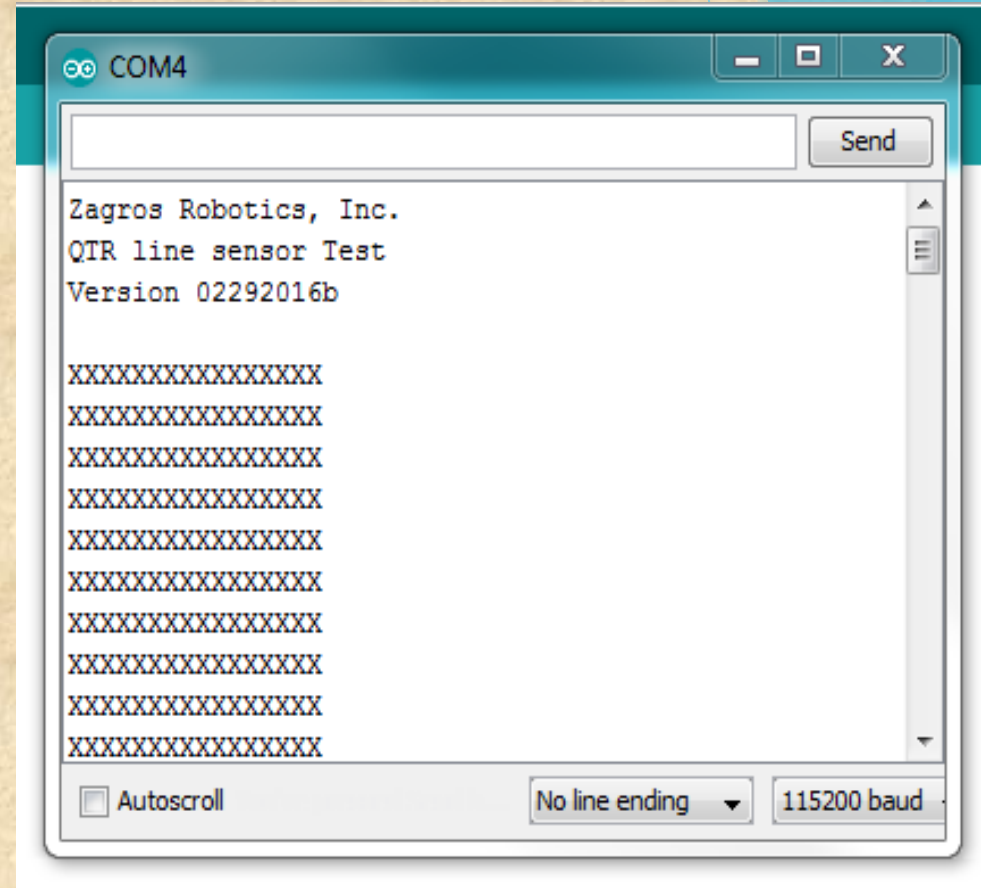 COM4
Send
Zagros Robotics, Inc.
QTR line sensor Test
Version 02292016b
XXXXXXXXXXXXXXXX
XXXXXXXXXXXXXXXX
XXXXXXXXXXXXXXXX
XXXXXXXXXXXXXXXX
XXXXXXXXXXXXXXXX
XXXXXXXXXXXXXXXX
XXXXXXXXXXXXXXXX
XXXXXXXXXXXXXXXX
XXXXXXXXXXXXXXXX
XXXXXXXXXXXXXXXX
Autoscroll No line ending 115200 baud